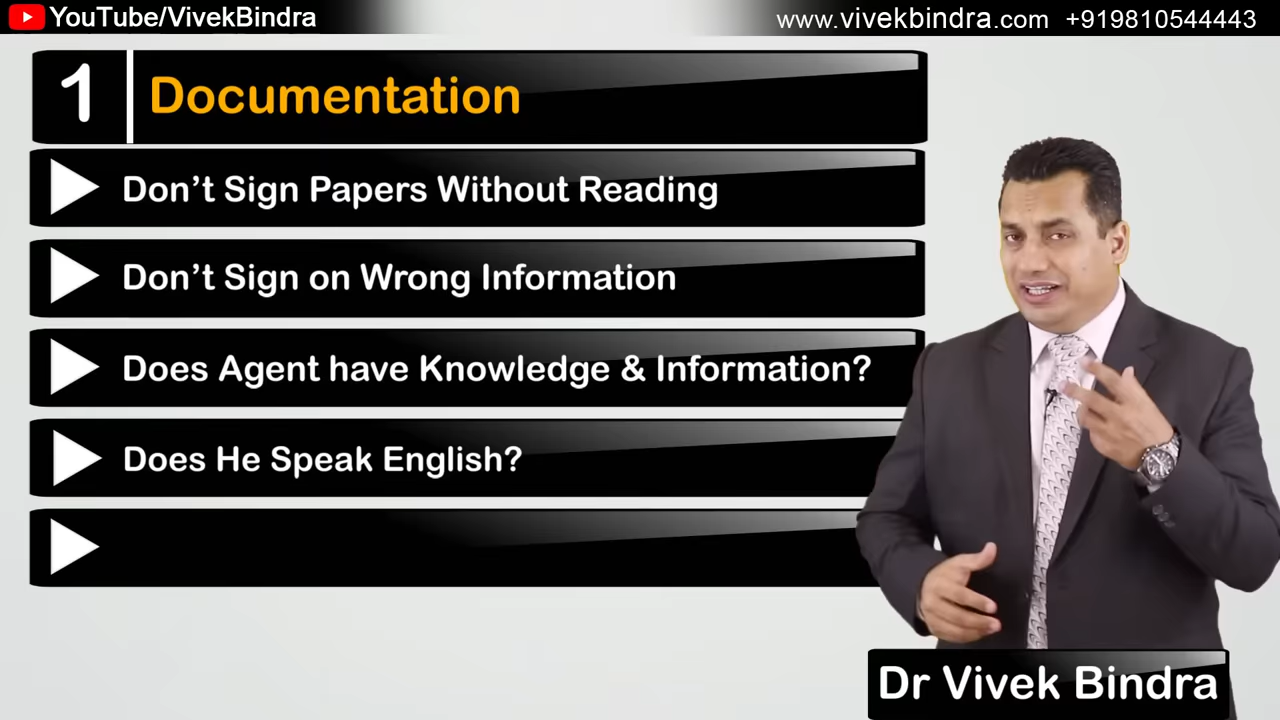 YouTube/VivekBindra
www.vivekbindra.com +919810544443
1 Documentation
Don't Sign Papers Without Reading
Don't Sign on Wrong Information
Does Agent have Knowledge & Information?
Does He Speak English?
Dr Vivek Bindra